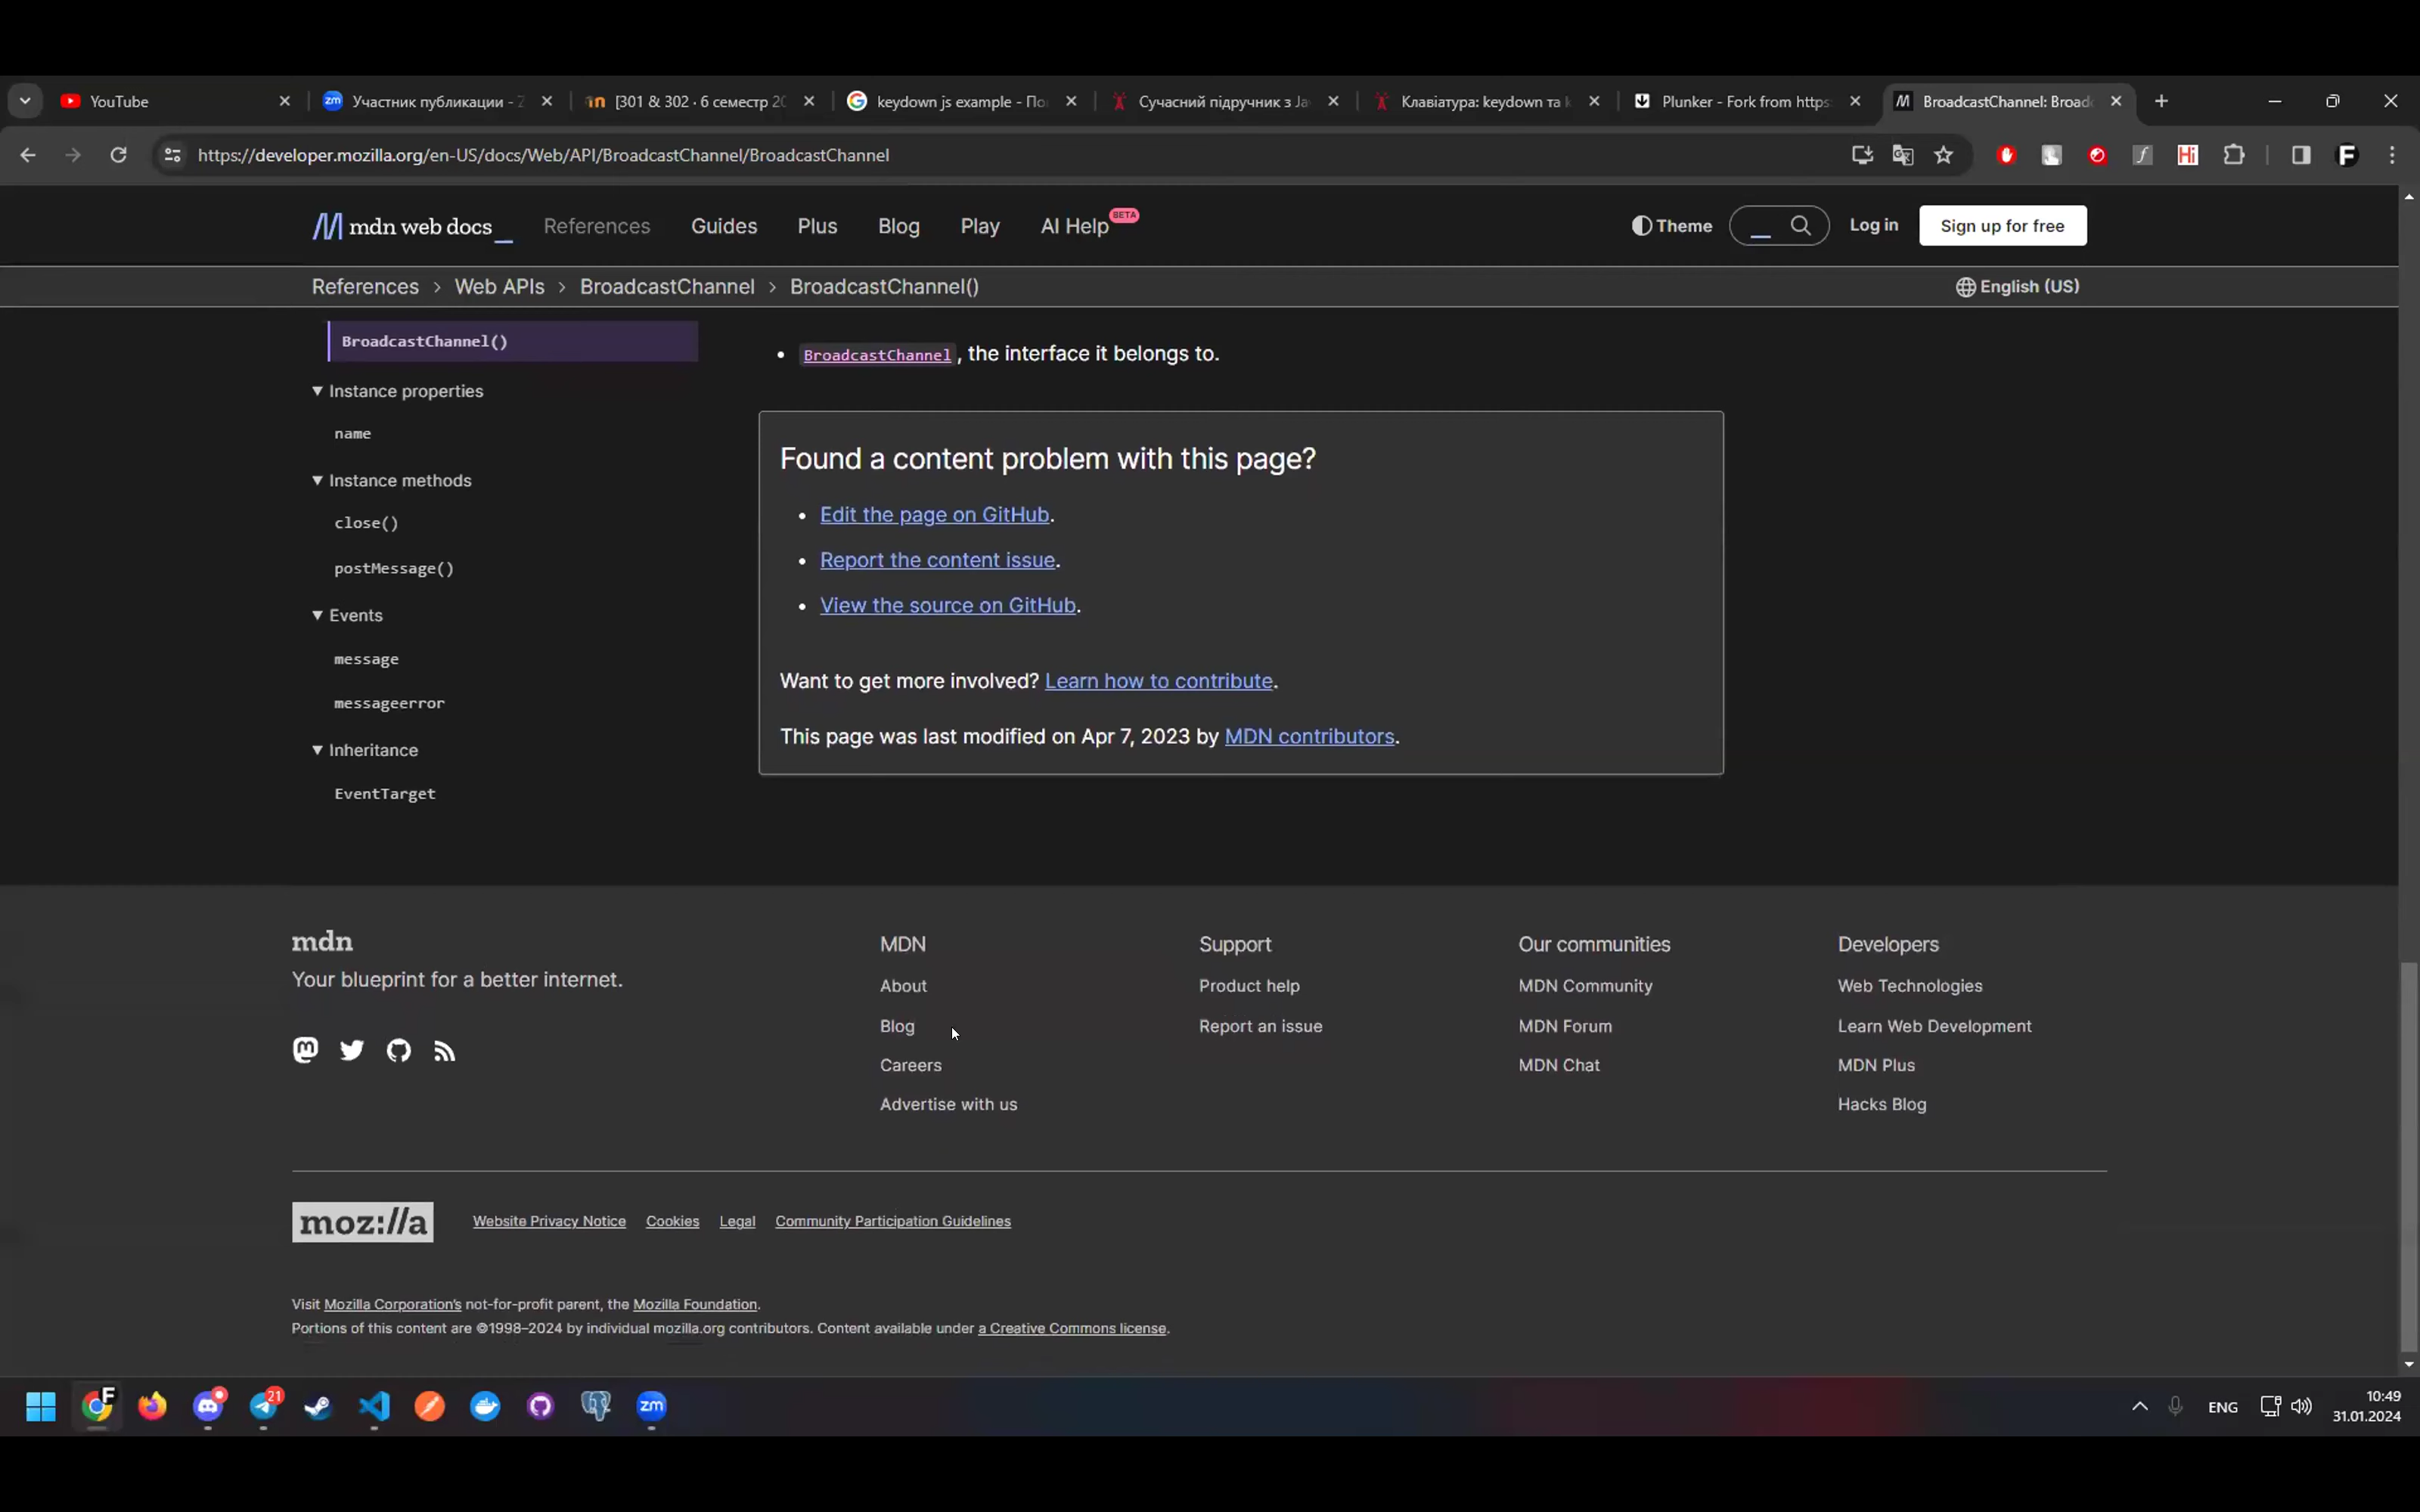 YouTube
zm Участник публикации - Z
[301 & 302 · 6 семестр 20
keydown js example - По
Сучасний підручник з Ja
Клавіатура: keydown та k
Plunker - Fork from https:
BroadcastChannel: Broadc
https://developer.mozilla.org/en-US/docs/Web/API/BroadcastChannel/BroadcastChannel
Hi
F
mdn web docs_
References
Guides
Plus
Blog
Play
AI Help BETA
Theme
Log in
Sign up for free
References > Web APIs > BroadcastChannel > BroadcastChannel()
English (US)
BroadcastChannel()
Instance properties
name
Instance methods
close()
postMessage()
Events
message
messageerror
Inheritance
EventTarget
• BroadcastChannel, the interface it belongs to.
Found a content problem with this page?
• Edit the page on GitHub.
• Report the content issue.
• View the source on GitHub.
Want to get more involved? Learn how to contribute.
This page was last modified on Apr 7, 2023 by MDN contributors.
mdn
Your blueprint for a better internet.
MDN
About
Blog
Careers
Advertise with us
Support
Product help
Report an issue
Our communities
MDN Community
MDN Forum
MDN Chat
Developers
Web Technologies
Learn Web Development
MDN Plus
Hacks Blog
moz://a
Website Privacy Notice
Cookies
Legal
Community Participation Guidelines
Visit Mozilla Corporation's not-for-profit parent, the Mozilla Foundation.
Portions of this content are ©1998–2024 by individual mozilla.org contributors. Content available under a Creative Commons license.
F
21
zm
ENG
10:49
31.01.2024